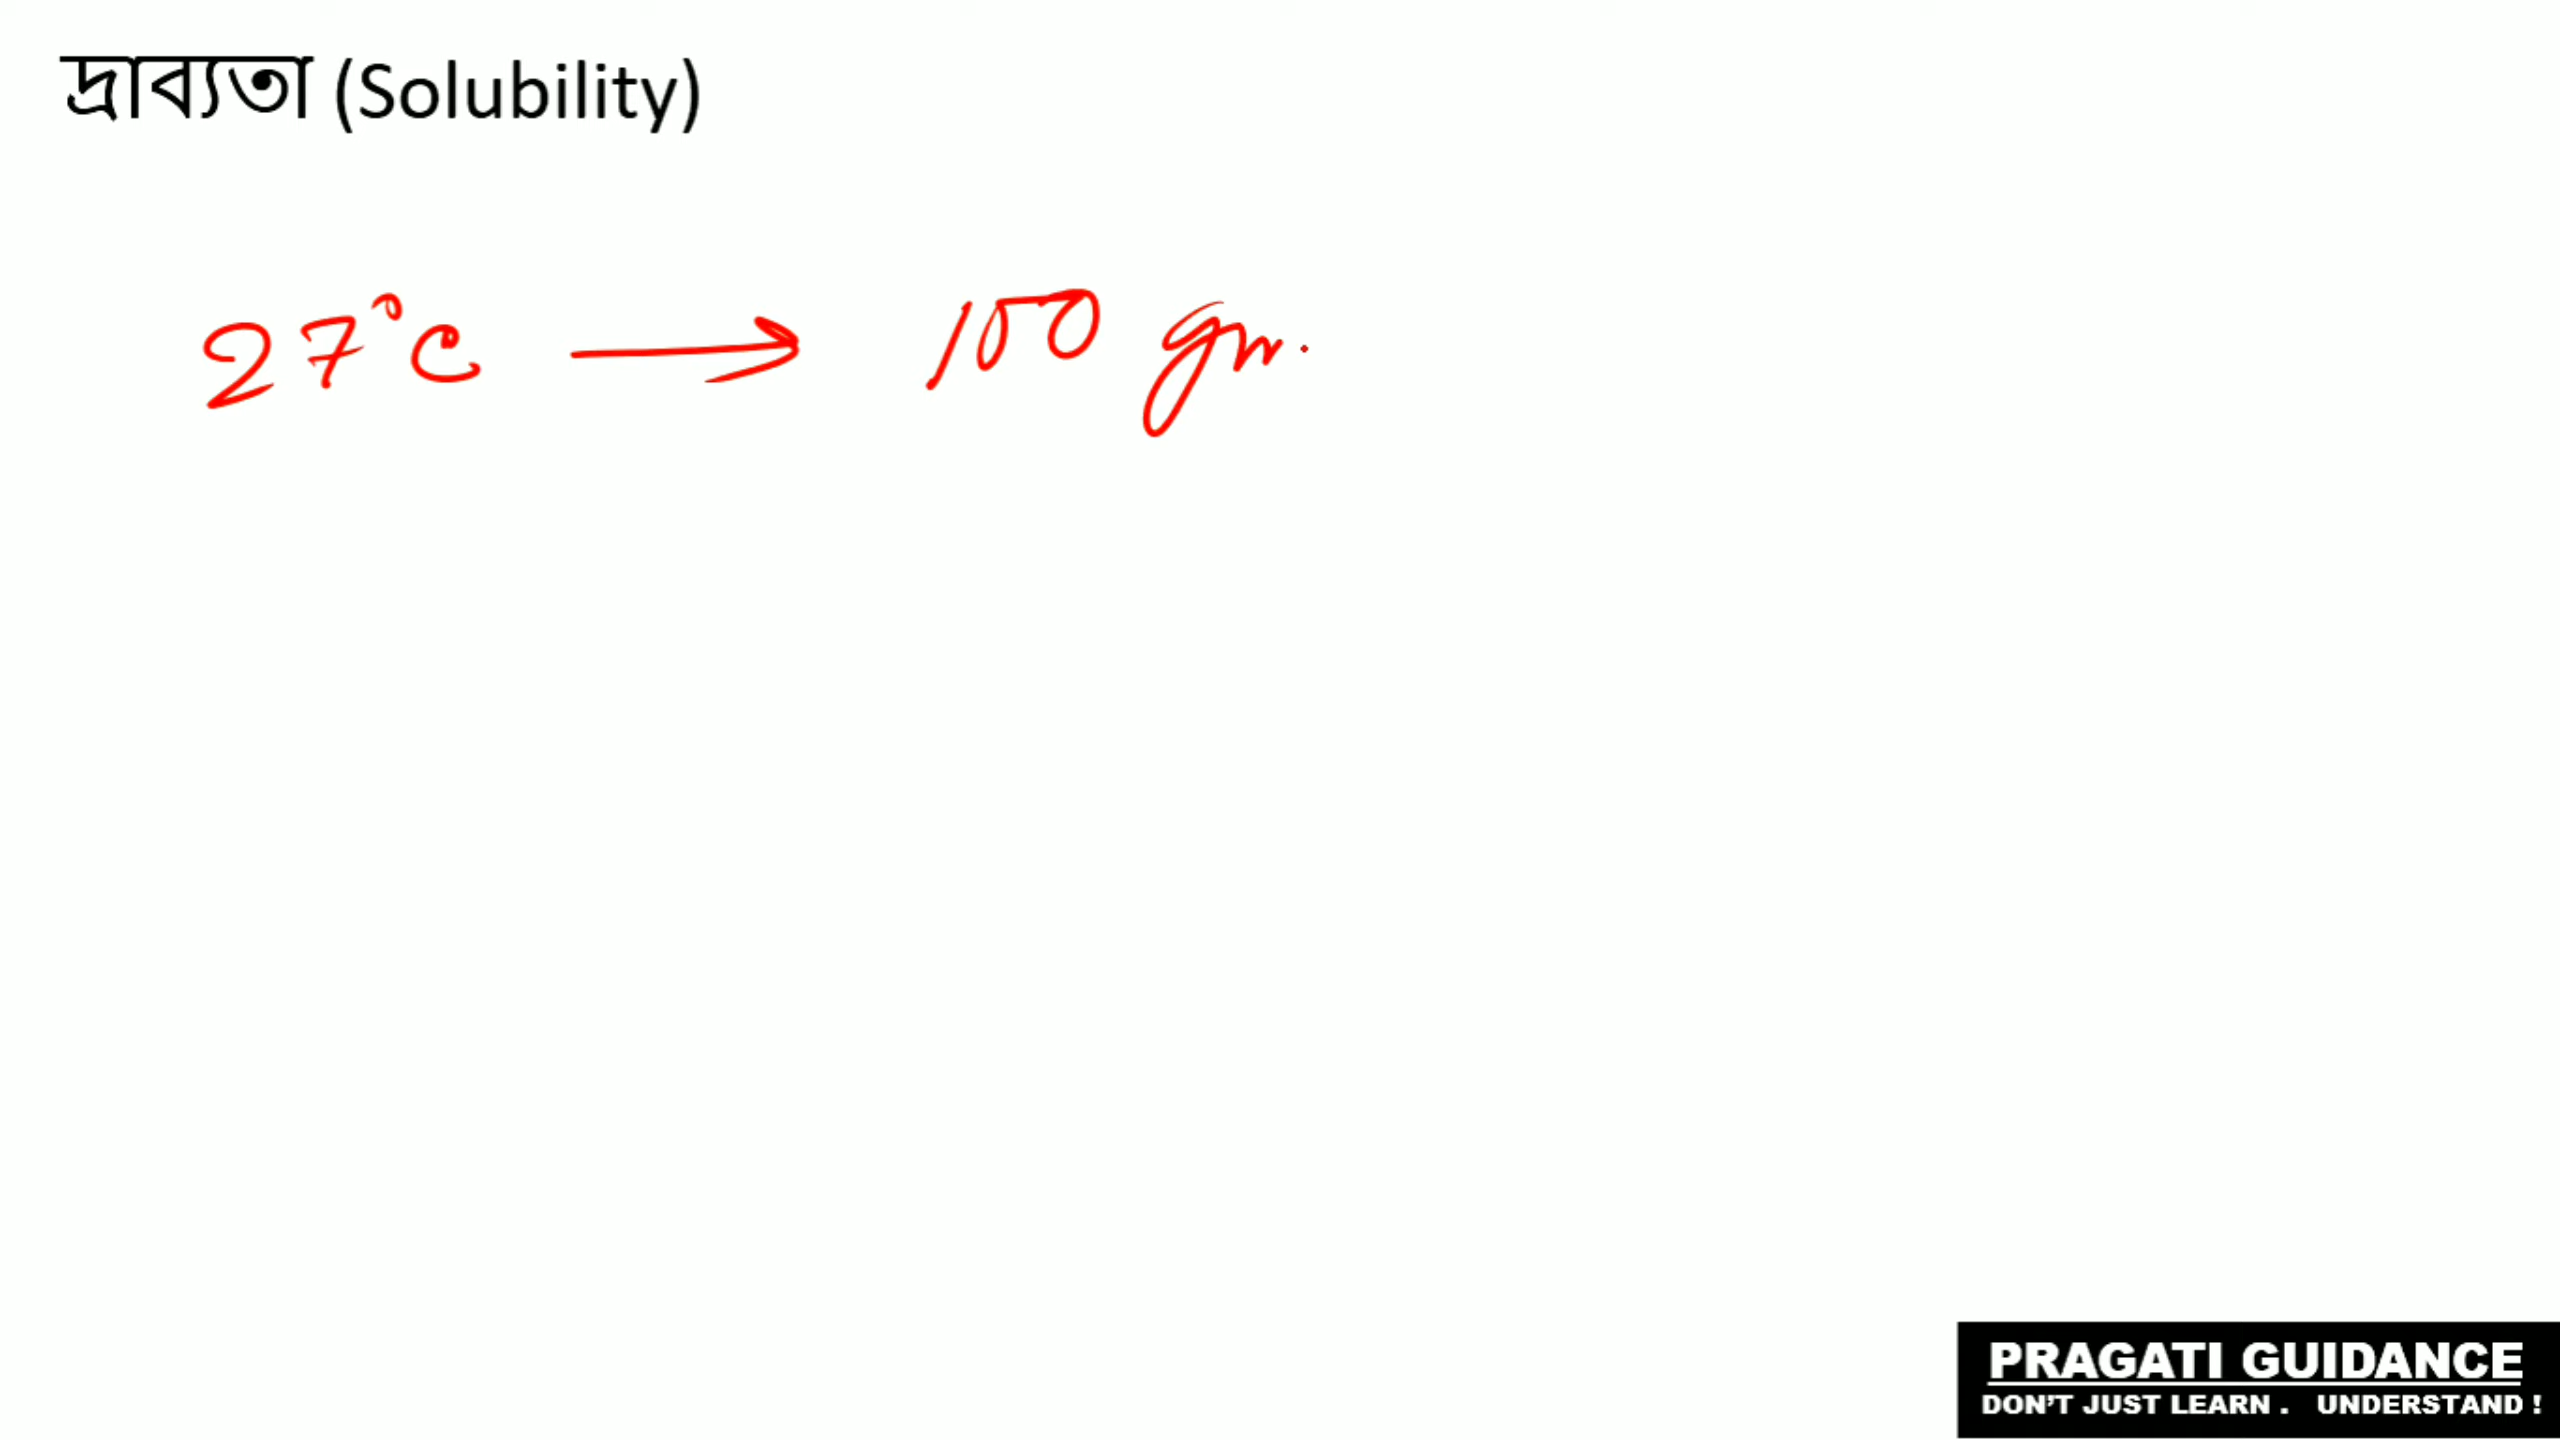 দ্রাব্যতা (Solubility)
27°C → 100 gm.
PRAGATI GUIDANCE
DON'T JUST LEARN . UNDERSTAND !